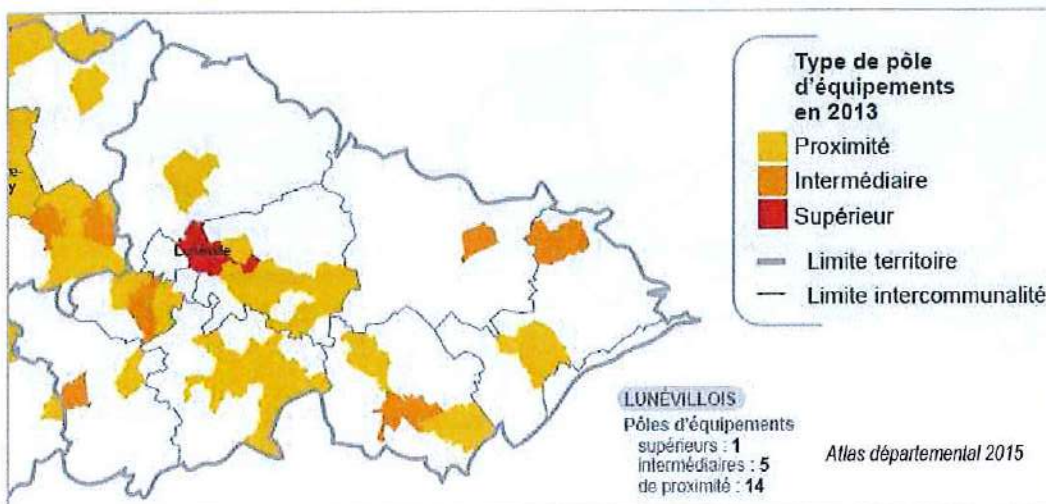 Type de pôle
d'équipements
en 2013
Proximité
Intermédiaire
Supérieur
Limite territoire
Limite intercommunalité
LUNÉVILLOIS
Pôles d'équipements
supérieurs : 1
intermédiaires : 5
de proximité : 14
Atlas départemental 2015